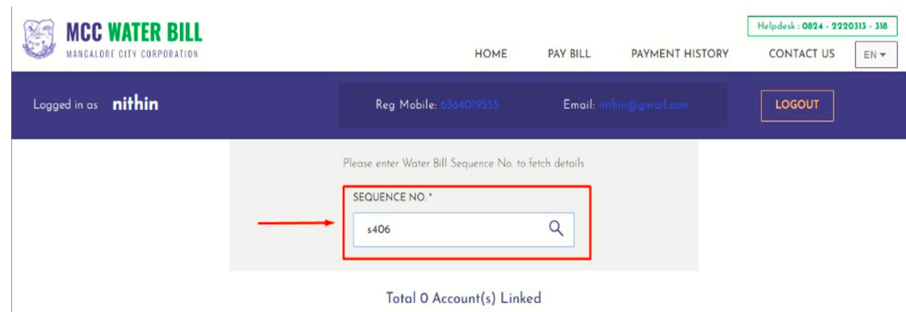 MCC WATER BILL
MANGALORE CITY CORPORATION
Helpdesk : 0824 - 2220313 - 318
HOME PAY BILL PAYMENT HISTORY CONTACT US EN
Logged in as nithin Reg Mobile: 6364019555 Email: nithin@gmail.som LOGOUT
Please enter Water Bill Sequence No. to fetch details
SEQUENCE NO.*
s406
Total 0 Account(s) Linked